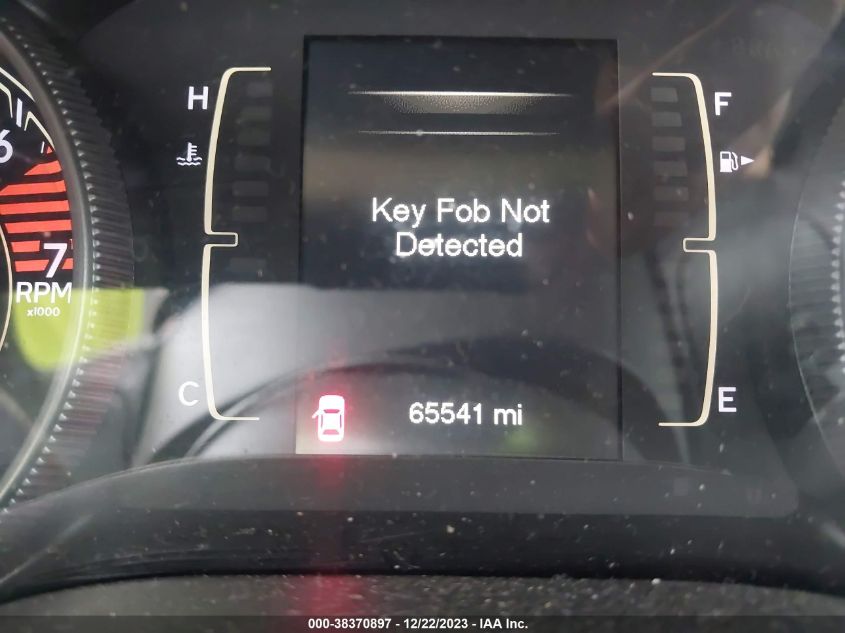 H
F
6
Key Fob Not
Detected
7
RPM
x1000
C
E
65541 mi
000-38370897 - 12/22/2023 - IAA Inc.